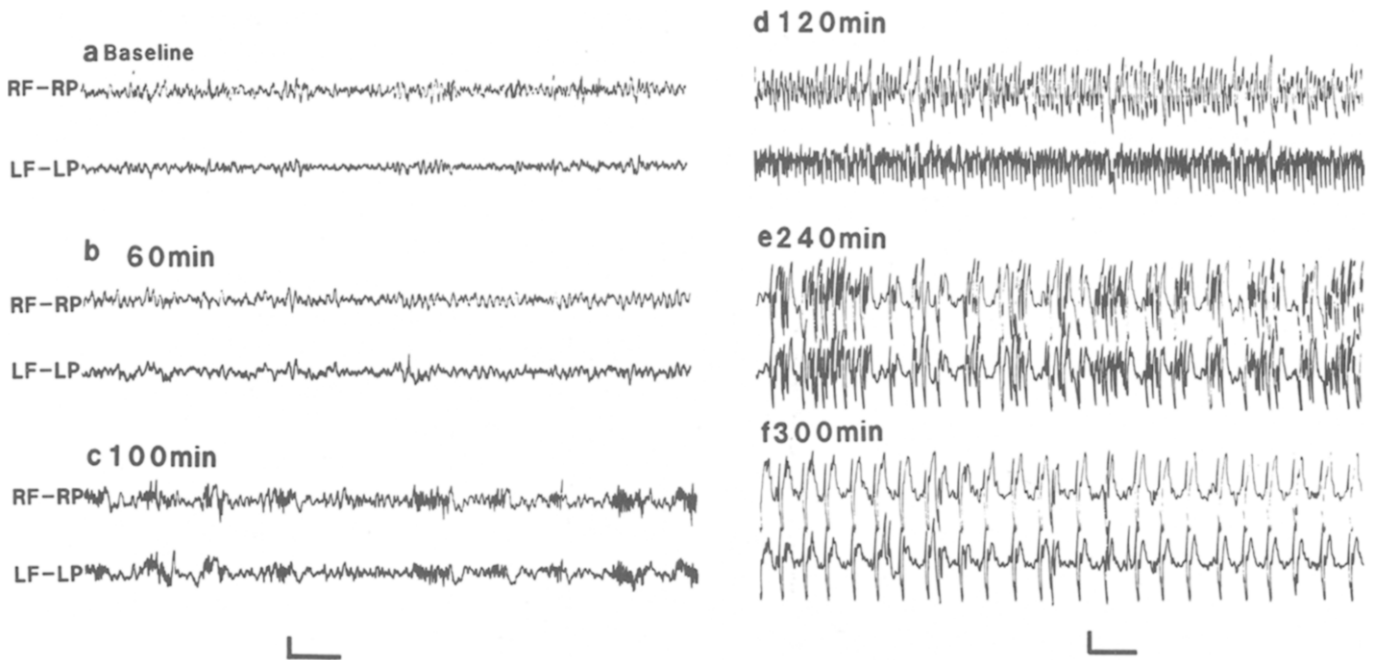 a Baseline
RF-RP
LF-LP
b 60min
RF-RP
LF-LP
c 100min
RF-RP
LF-LP
d 120min
e 240min
f 300min